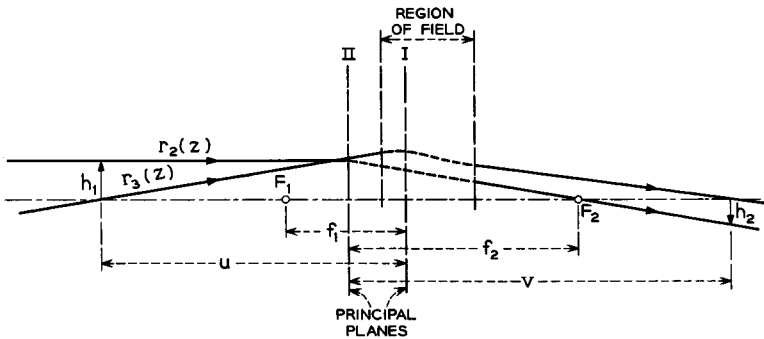 REGION
OF FIELD
II
I
r₂(z)
h₁
r₃(z)
F₁
F₂
h₂
f₁
f₂
u
v
PRINCIPAL
PLANES